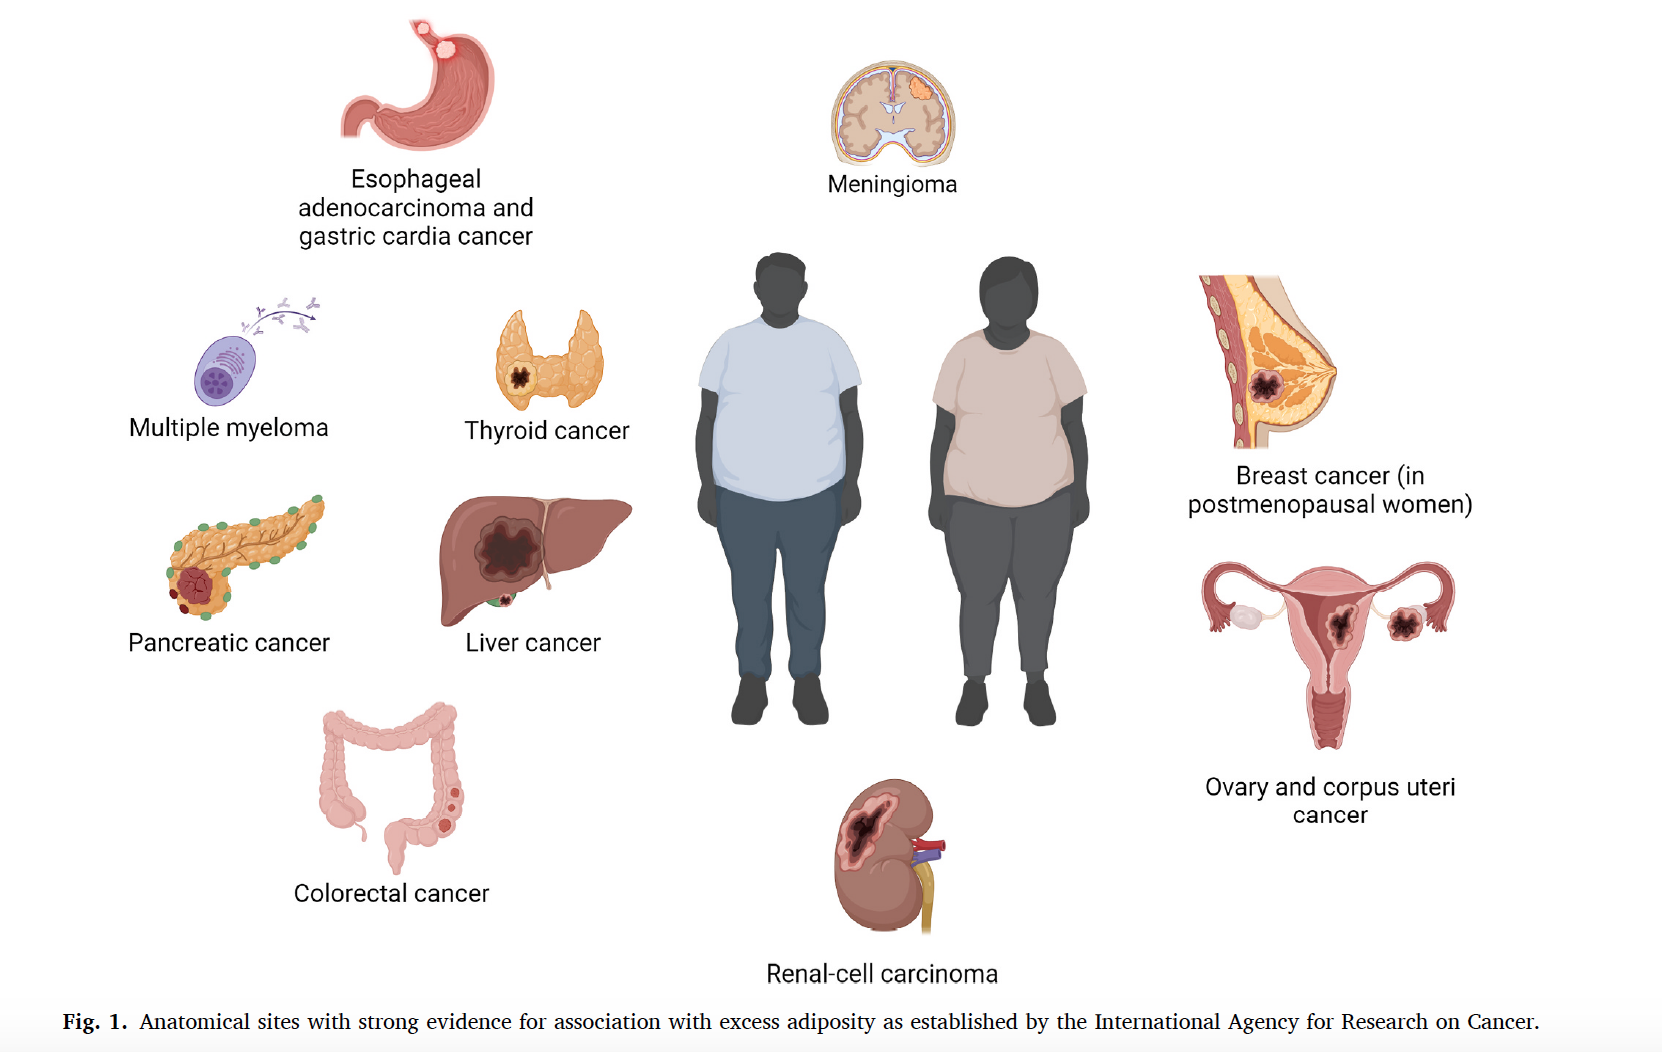 Esophageal
adenocarcinoma and
gastric cardia cancer
Meningioma
Multiple myeloma
Thyroid cancer
Breast cancer (in
postmenopausal women)
Pancreatic cancer
Liver cancer
Ovary and corpus uteri
cancer
Colorectal cancer
Renal-cell carcinoma
Fig. 1. Anatomical sites with strong evidence for association with excess adiposity as established by the International Agency for Research on Cancer.